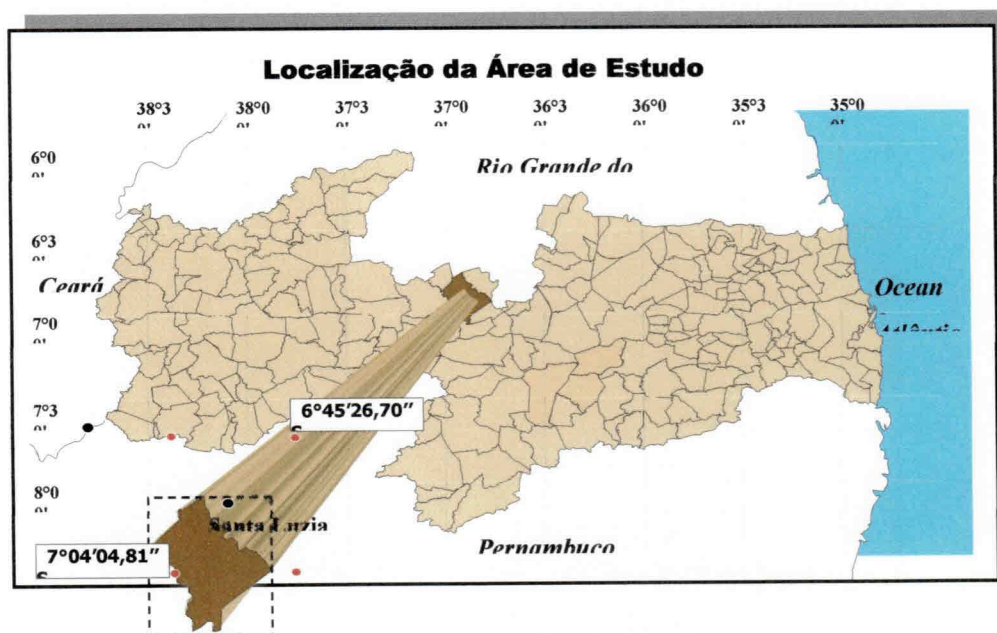 Localização da Área de Estudo
38°3 38°0 37°3 37°0 36°3 36°0 35°3 35°0
6°0
Rio Grande do
6°3
Ceará
Ocean
7°0
7°3
6°45'26,70"
8°0
Santa Luzia
7°04'04,81"
Pernambuco